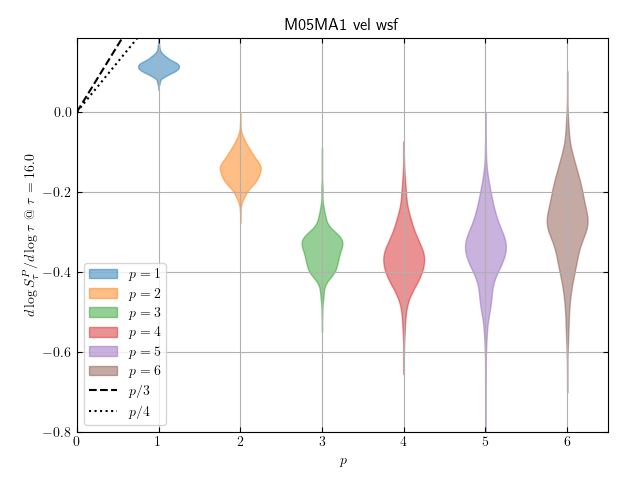 M05MA1 vel wsf
d log S_τ^P / d log τ @ τ = 16.0
0.0
−0.2
−0.4
−0.6
−0.8
p = 1
p = 2
p = 3
p = 4
p = 5
p = 6
p/3
p/4
0 1 2 3 4 5 6
p